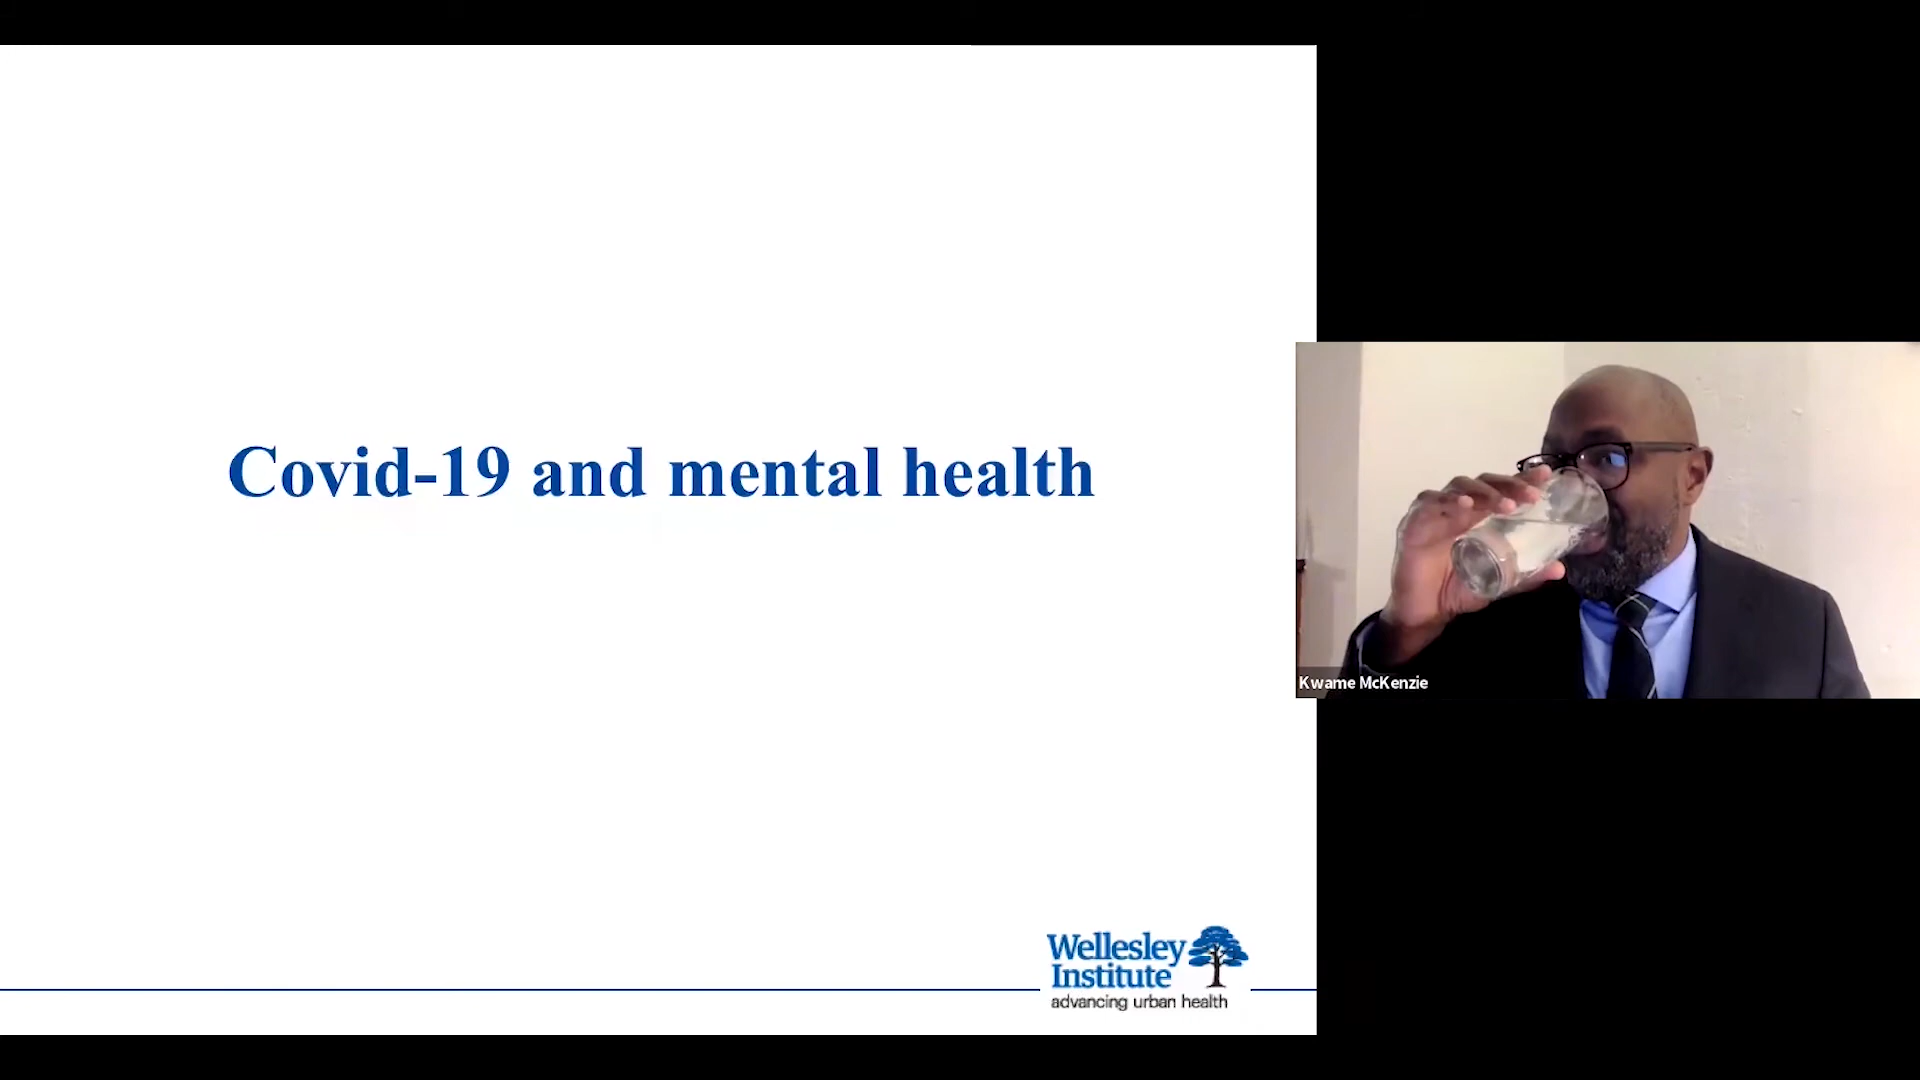 Covid-19 and mental health
Kwame McKenzie
Wellesley
Institute
advancing urban health